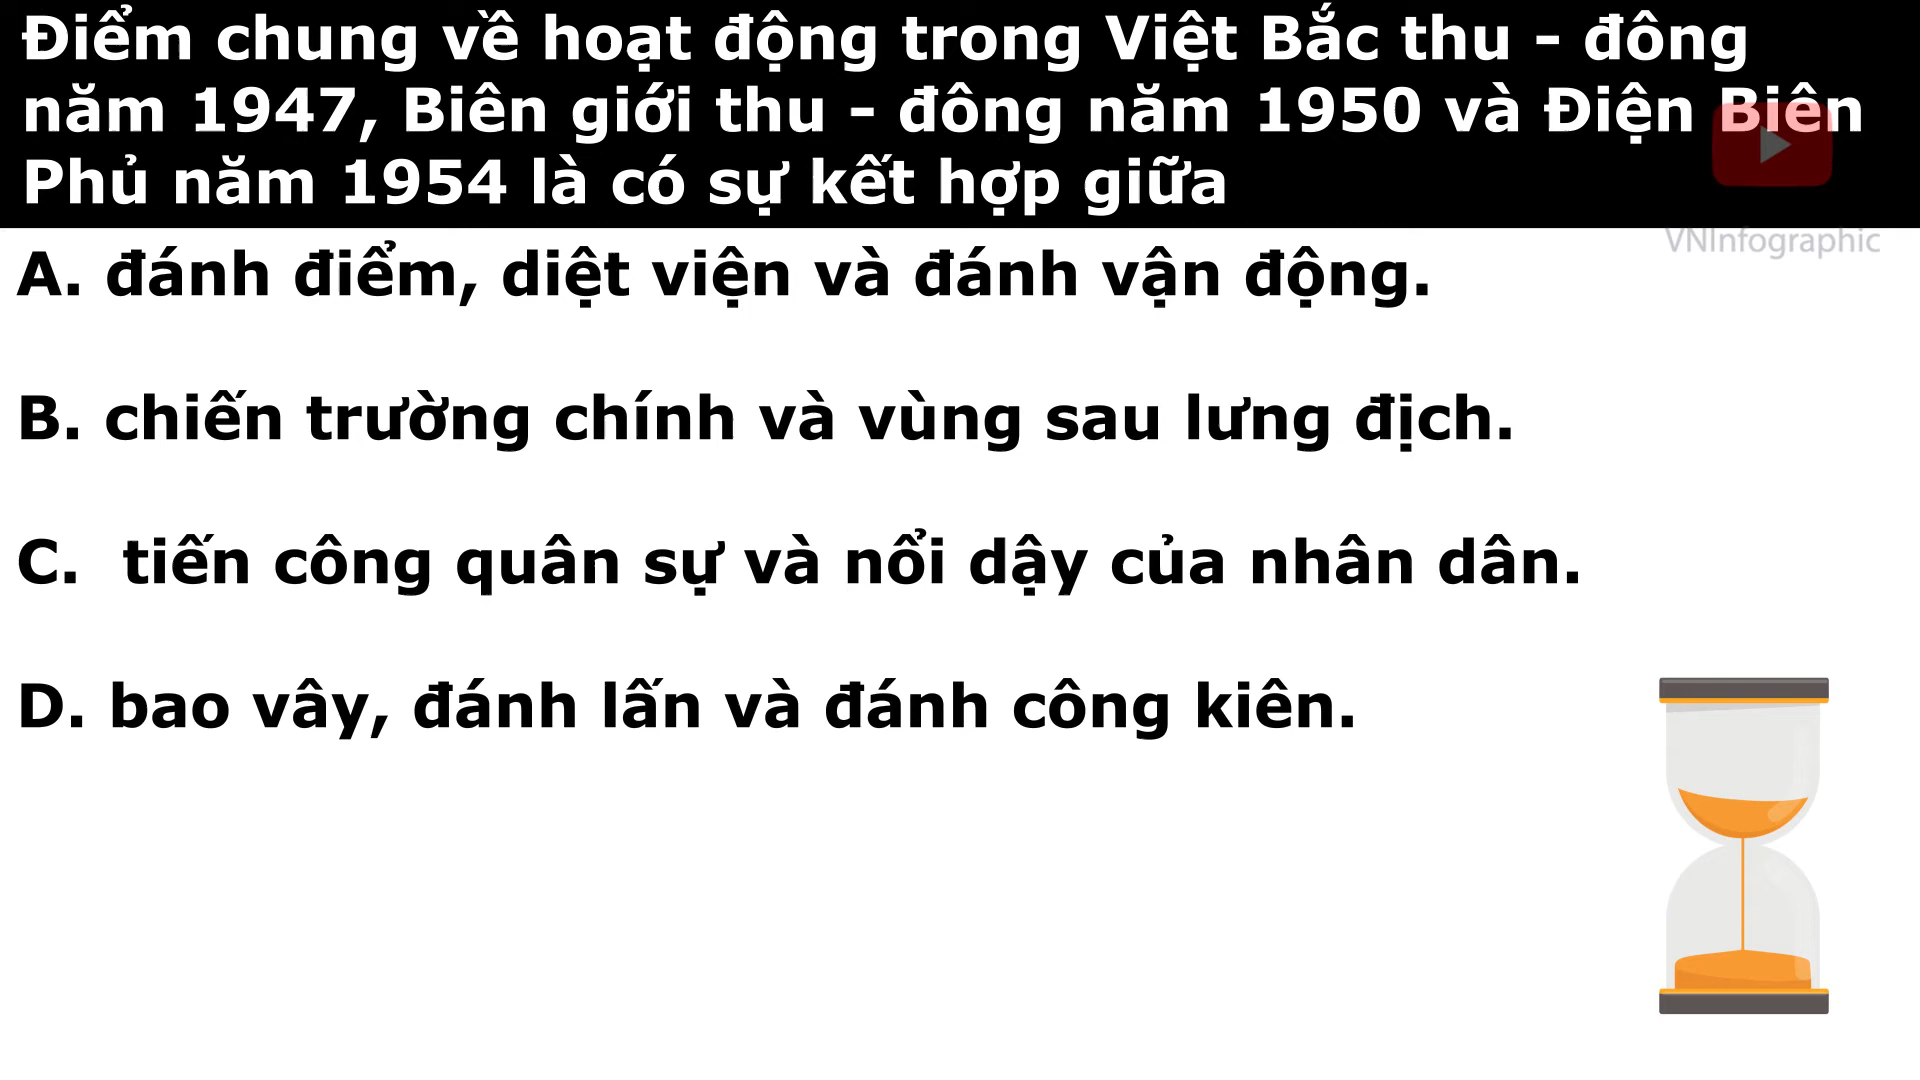 Điểm chung về hoạt động trong Việt Bắc thu - đông
năm 1947, Biên giới thu - đông năm 1950 và Điện Biên
Phủ năm 1954 là có sự kết hợp giữa
VNInfographic
A. đánh điểm, diệt viện và đánh vận động.
B. chiến trường chính và vùng sau lưng địch.
C. tiến công quân sự và nổi dậy của nhân dân.
D. bao vây, đánh lấn và đánh công kiên.